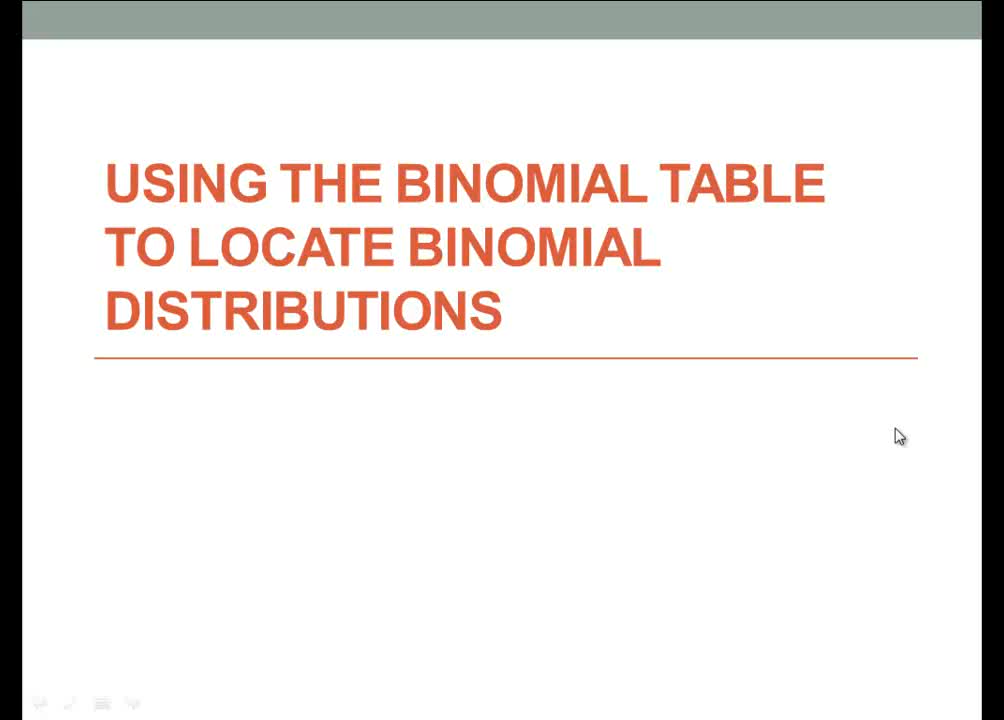 USING THE BINOMIAL TABLE
TO LOCATE BINOMIAL
DISTRIBUTIONS